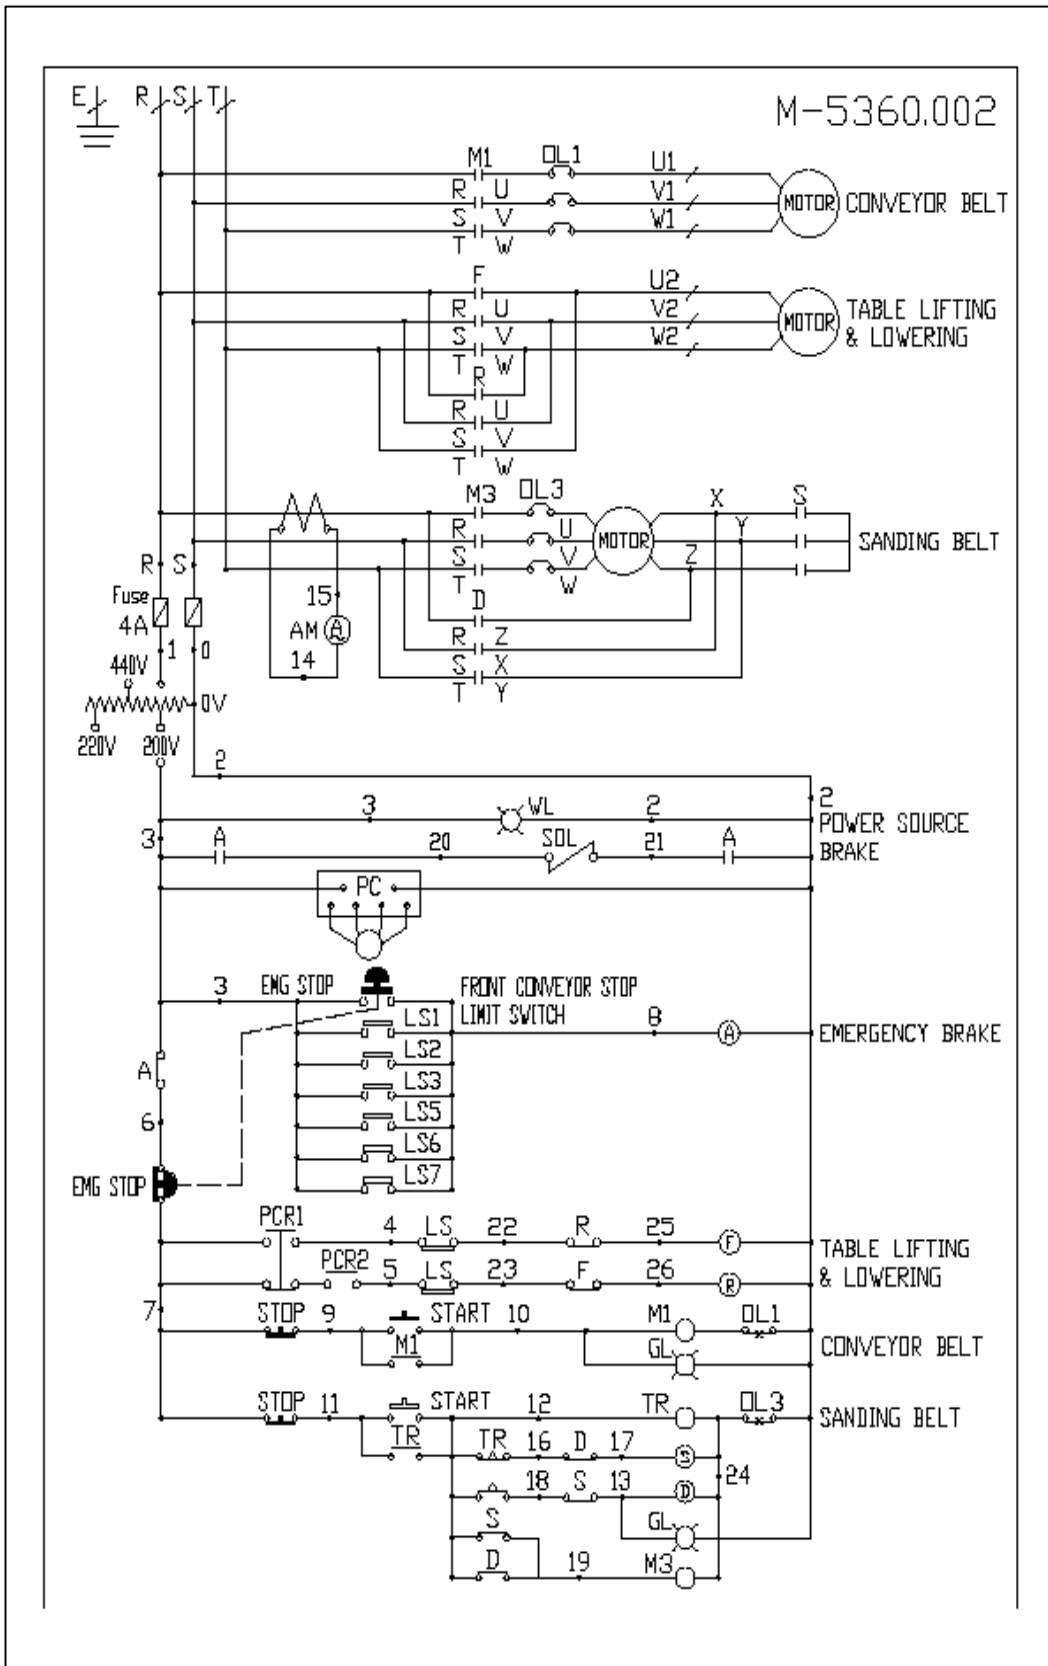 E R S T
M-5360.002
M1 OL1 U1
R U V1
S V W1
T W
MOTOR CONVEYOR BELT
F U2
R U V2
S V W2
T W
MOTOR TABLE LIFTING
& LOWERING
R
R U
S V
T W
M3 OL3 X S
R U Y
S V Z
T W
MOTOR SANDING BELT
D
R Z
S X
T Y
R S
Fuse
4A
15
AM A
14
1 0
440V
0V
220V 200V
2
2
3 WL 2 POWER SOURCE
3
A 20 SOL 21 A BRAKE
PC
3 EMG STOP FRONT CONVEYOR STOP
LIMIT SWITCH
LS1 8 A EMERGENCY BRAKE
LS2
A LS3
6 LS5
LS6
EMG STOP LS7
PCR1 4 LS 22 R 25 F TABLE LIFTING
PCR2 5 LS 23 F 26 R & LOWERING
7
STOP 9 START 10 M1 OL1
M1 GL CONVEYOR BELT
STOP 11 START 12 TR OL3 SANDING BELT
TR TR 16 D 17 S
24
18 S 13 D
S GL
D 19 M3